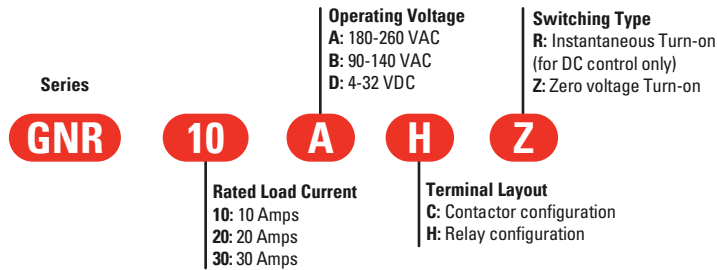 Operating Voltage
A: 180-260 VAC
B: 90-140 VAC
D: 4-32 VDC
Switching Type
R: Instantaneous Turn-on
(for DC control only)
Z: Zero voltage Turn-on
Series
GNR 10 A H Z
Rated Load Current
10: 10 Amps
20: 20 Amps
30: 30 Amps
Terminal Layout
C: Contactor configuration
H: Relay configuration